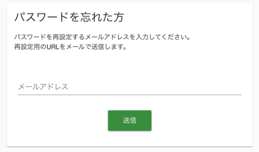 パスワードを忘れた方
パスワードを再設定するメールアドレスを入力してください。
再設定用のURLをメールで送信します。
メールアドレス
送信